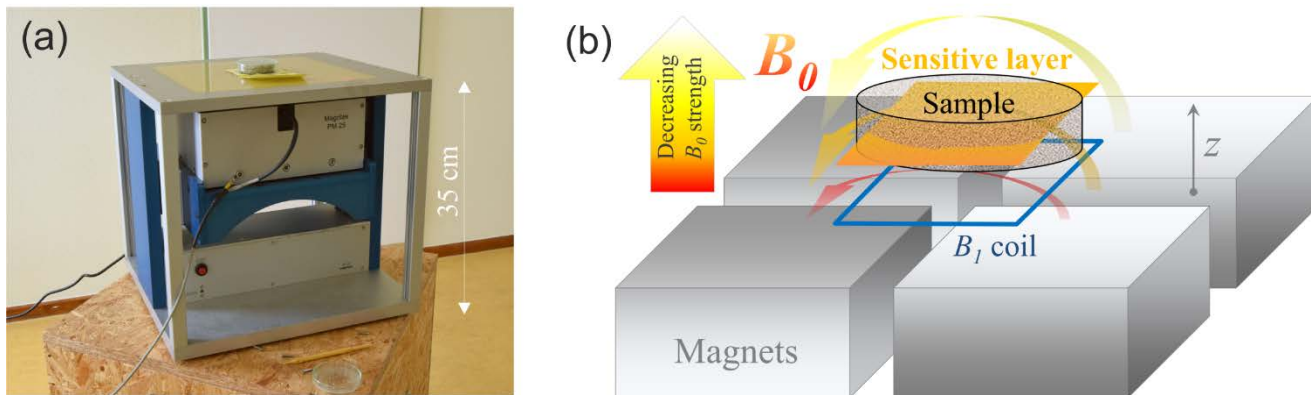 (a)
Magritek
PM 25
35 cm
(b)
Decreasing
B₀ strength
B₀
Sensitive layer
Sample
z
B₁ coil
Magnets